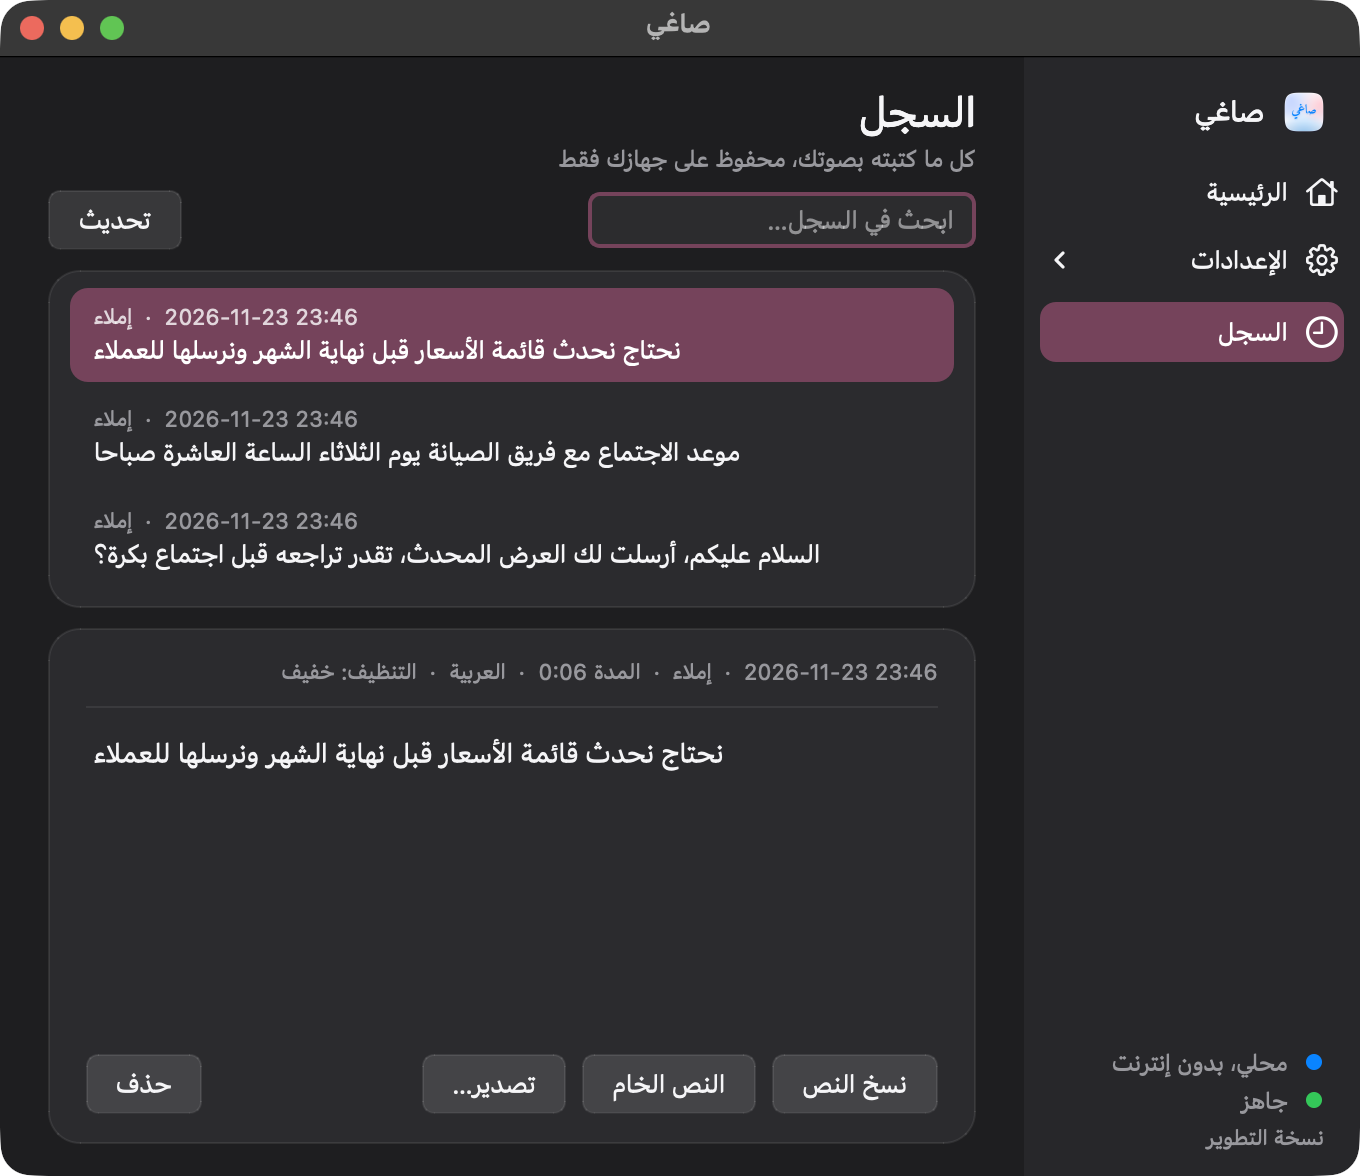 صاغي
صاغي
صاغي
الرئيسية
الإعدادات
السجل
محلي، بدون إنترنت
جاهز
نسخة التطوير
السجل
كل ما كتبته بصوتك، محفوظ على جهازك فقط
ابحث في السجل...
تحديث
2026-11-23 23:46 · إملاء
نحتاج نحدث قائمة الأسعار قبل نهاية الشهر ونرسلها للعملاء
2026-11-23 23:46 · إملاء
موعد الاجتماع مع فريق الصيانة يوم الثلاثاء الساعة العاشرة صباحا
2026-11-23 23:46 · إملاء
السلام عليكم، أرسلت لك العرض المحدث، تقدر تراجعه قبل اجتماع بكرة؟
2026-11-23 23:46 · إملاء · المدة 0:06 · العربية · التنظيف: خفيف
نحتاج نحدث قائمة الأسعار قبل نهاية الشهر ونرسلها للعملاء
نسخ النص
النص الخام
تصدير...
حذف